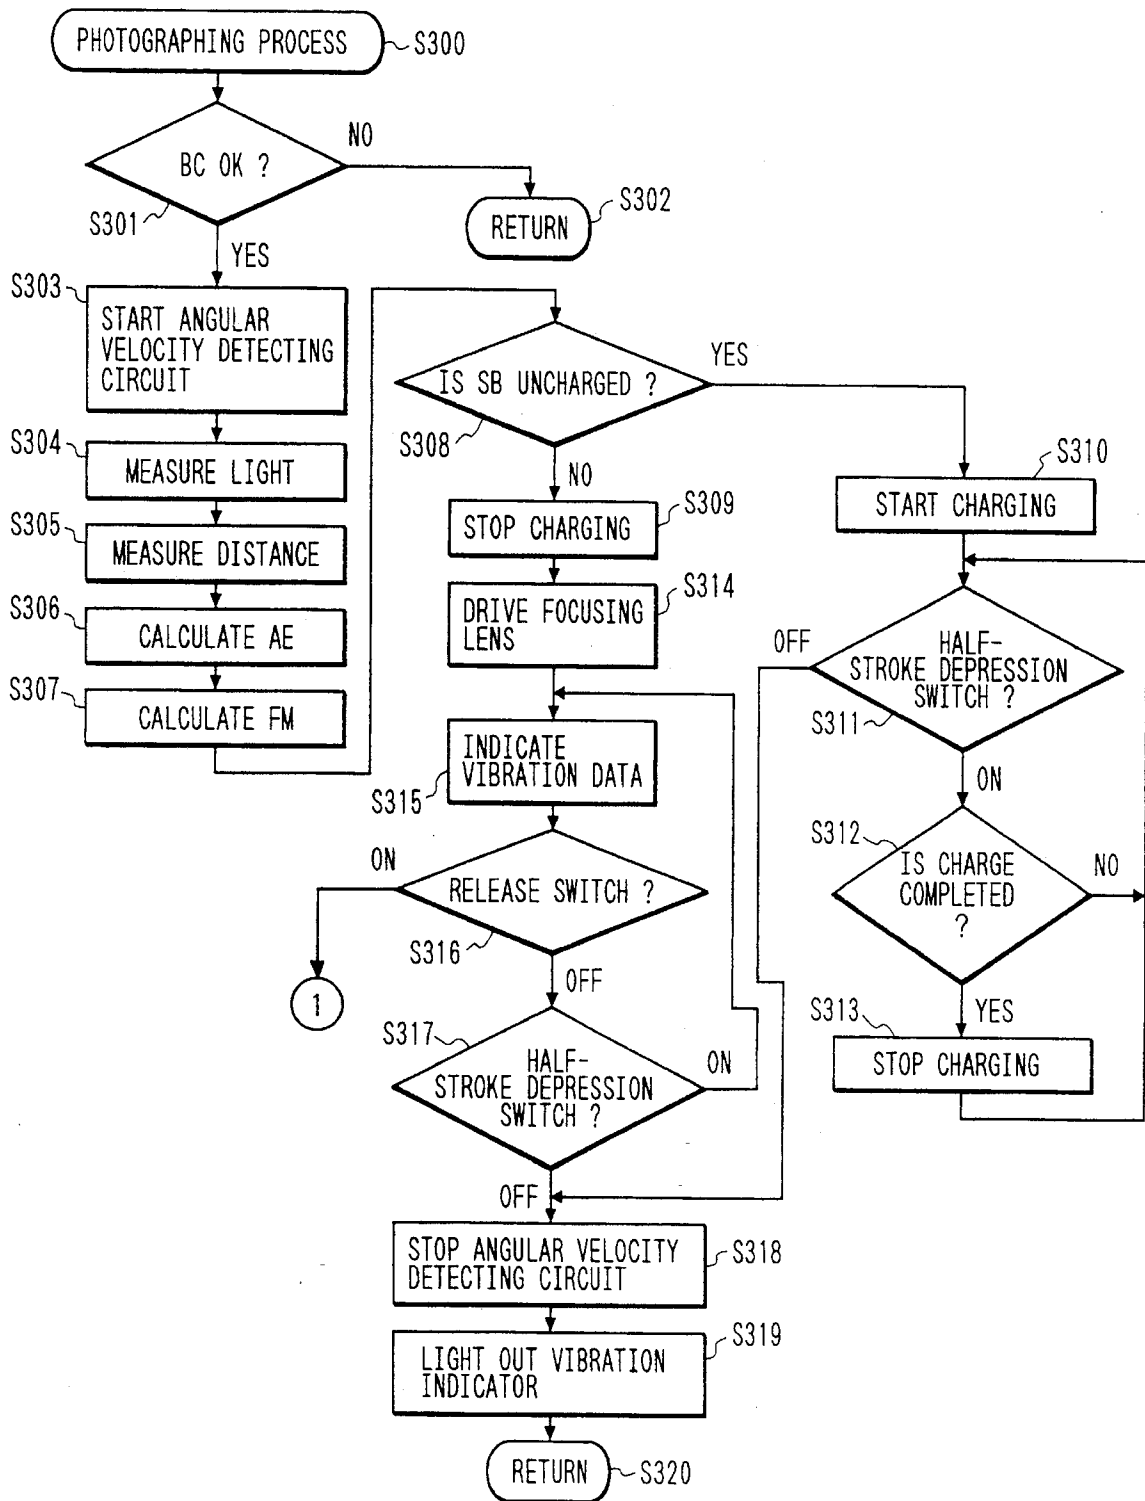 PHOTOGRAPHING PROCESS
S300
BC OK ?
NO
S301
YES
RETURN
S302
S303
START ANGULAR
VELOCITY DETECTING
CIRCUIT
S304
MEASURE LIGHT
S305
MEASURE DISTANCE
S306
CALCULATE AE
S307
CALCULATE FM
IS SB UNCHARGED ?
YES
S308
NO
STOP CHARGING
S309
DRIVE FOCUSING
LENS
S314
S310
START CHARGING
OFF
HALF-
STROKE DEPRESSION
SWITCH ?
S311
ON
S312
IS CHARGE
COMPLETED
?
NO
YES
S313
STOP CHARGING
INDICATE
VIBRATION DATA
S315
ON
RELEASE SWITCH ?
S316
OFF
1
S317
HALF-
STROKE DEPRESSION
SWITCH ?
ON
OFF
STOP ANGULAR VELOCITY
DETECTING CIRCUIT
S318
LIGHT OUT VIBRATION
INDICATOR
S319
RETURN
S320